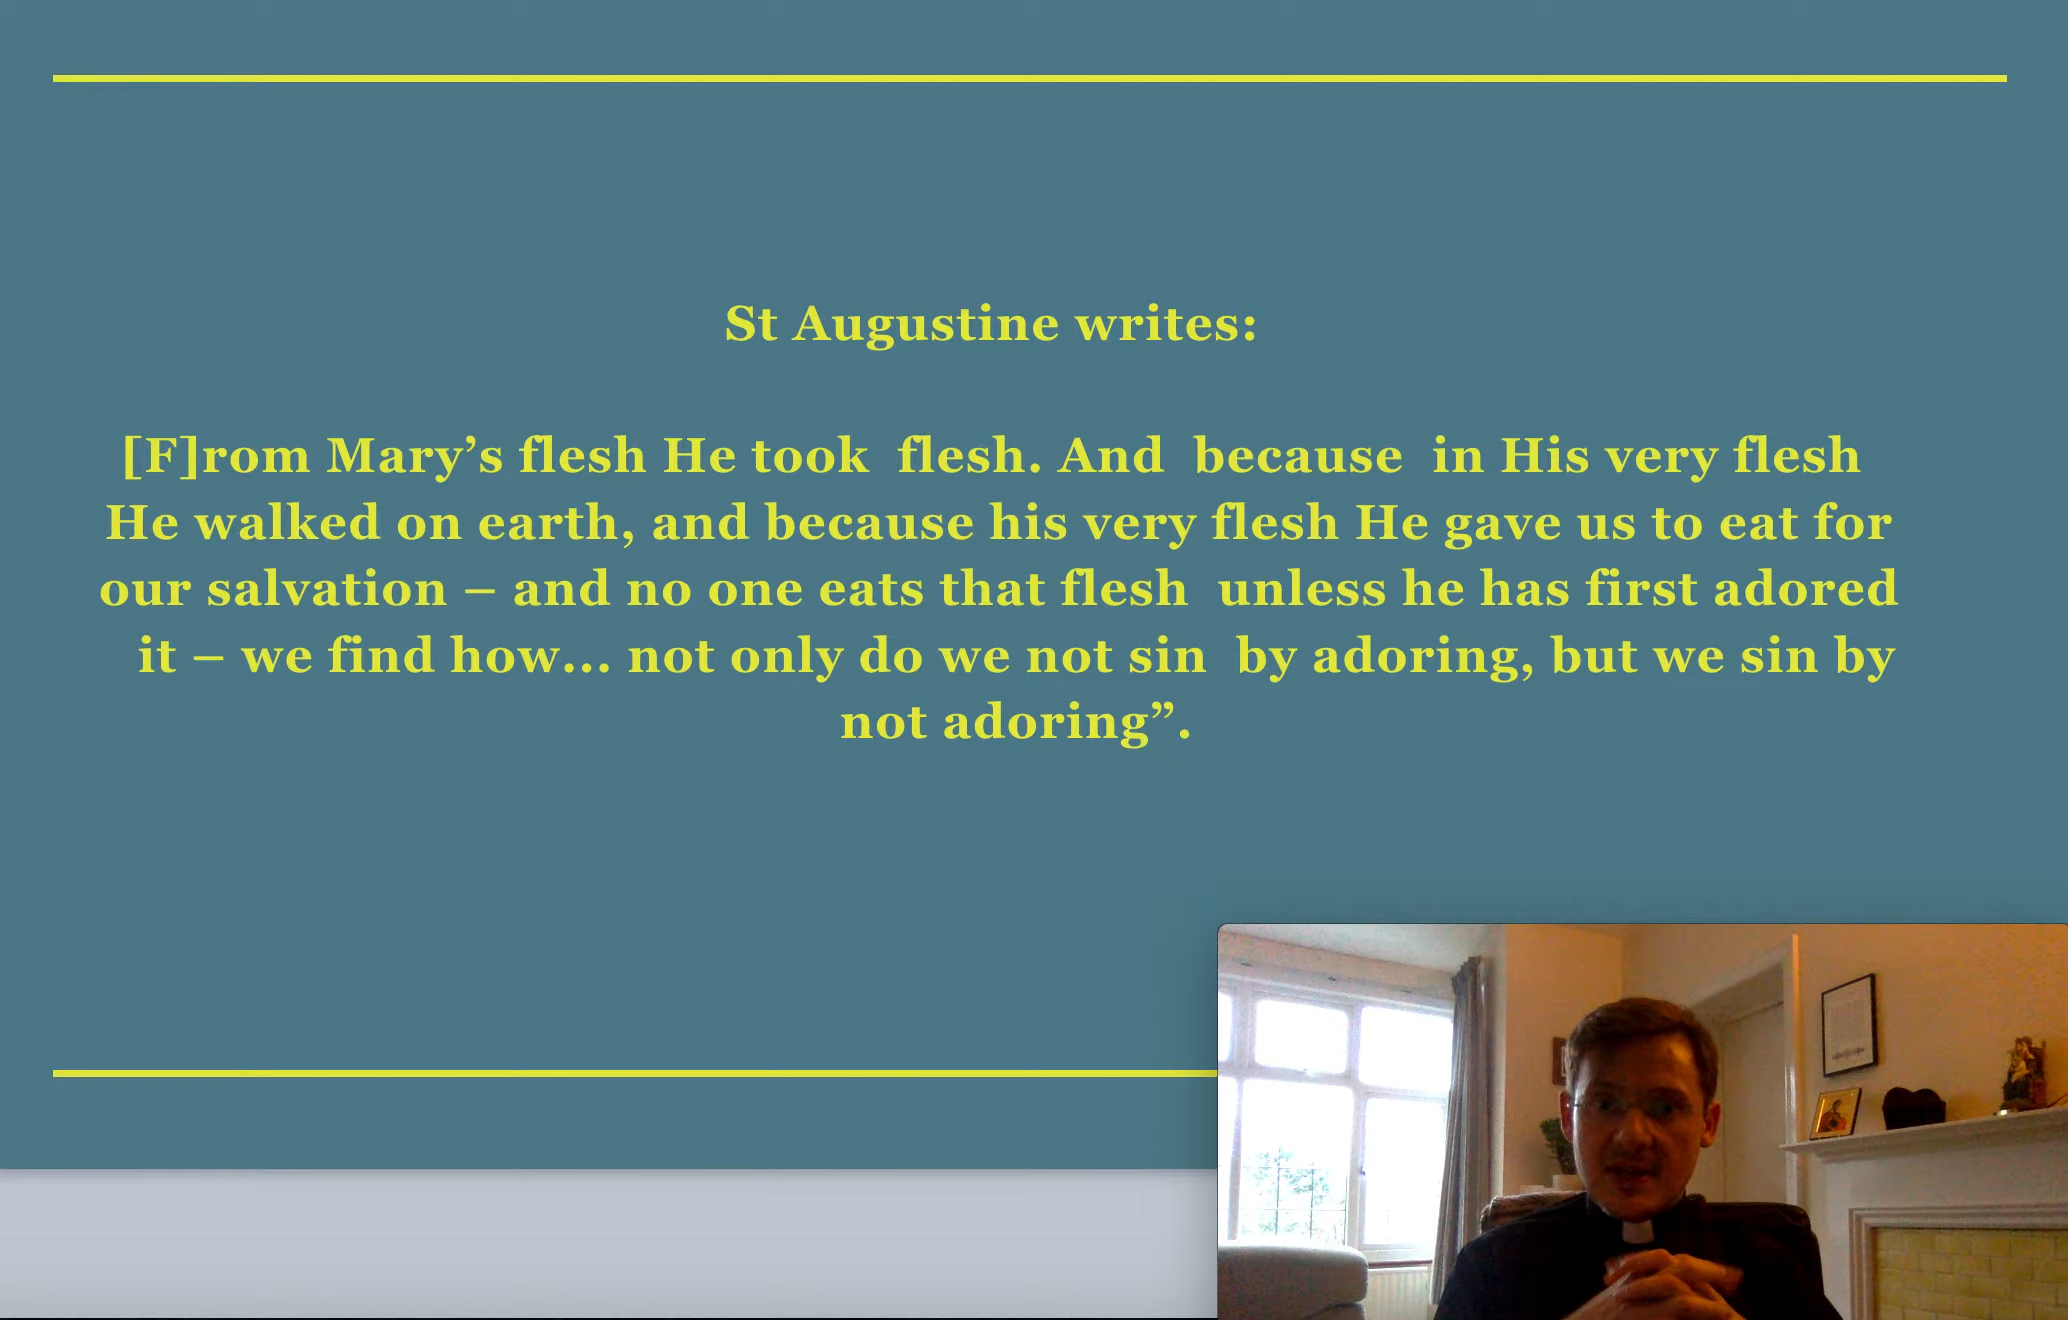 St Augustine writes:
[F]rom Mary’s flesh He took  flesh. And  because  in His very flesh
He walked on earth, and because his very flesh He gave us to eat for
our salvation – and no one eats that flesh  unless he has first adored
it – we find how... not only do we not sin  by adoring, but we sin by
not adoring”.